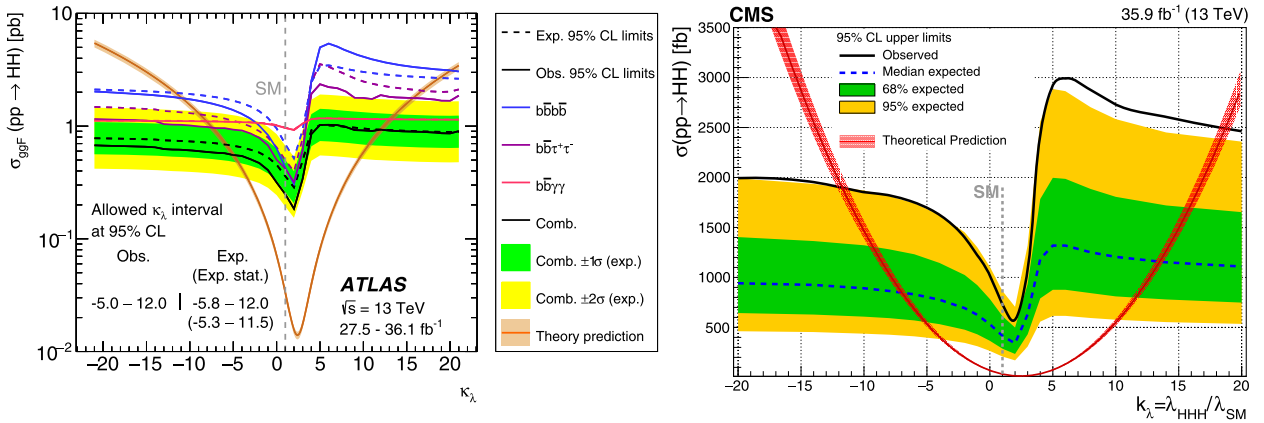 σggF (pp → HH) [pb]
10
1
10⁻¹
10⁻²
SM
Allowed κλ interval
at 95% CL
Obs. Exp.
(Exp. stat.)
-5.0 – 12.0 | -5.8 – 12.0
(-5.3 – 11.5)
ATLAS
√s = 13 TeV
27.5 - 36.1 fb⁻¹
−20 −15 −10 −5 0 5 10 15 20
κλ
Exp. 95% CL limits
Obs. 95% CL limits
bb̄bb̄
bb̄τ⁺τ⁻
bb̄γγ
Comb.
Comb. ±1σ (exp.)
Comb. ±2σ (exp.)
Theory prediction
CMS 35.9 fb⁻¹ (13 TeV)
σ(pp→HH) [fb]
3500
3000
2500
2000
1500
1000
500
95% CL upper limits
Observed
Median expected
68% expected
95% expected
Theoretical Prediction
SM
−20 −15 −10 −5 0 5 10 15 20
kλ=λHHH/λSM